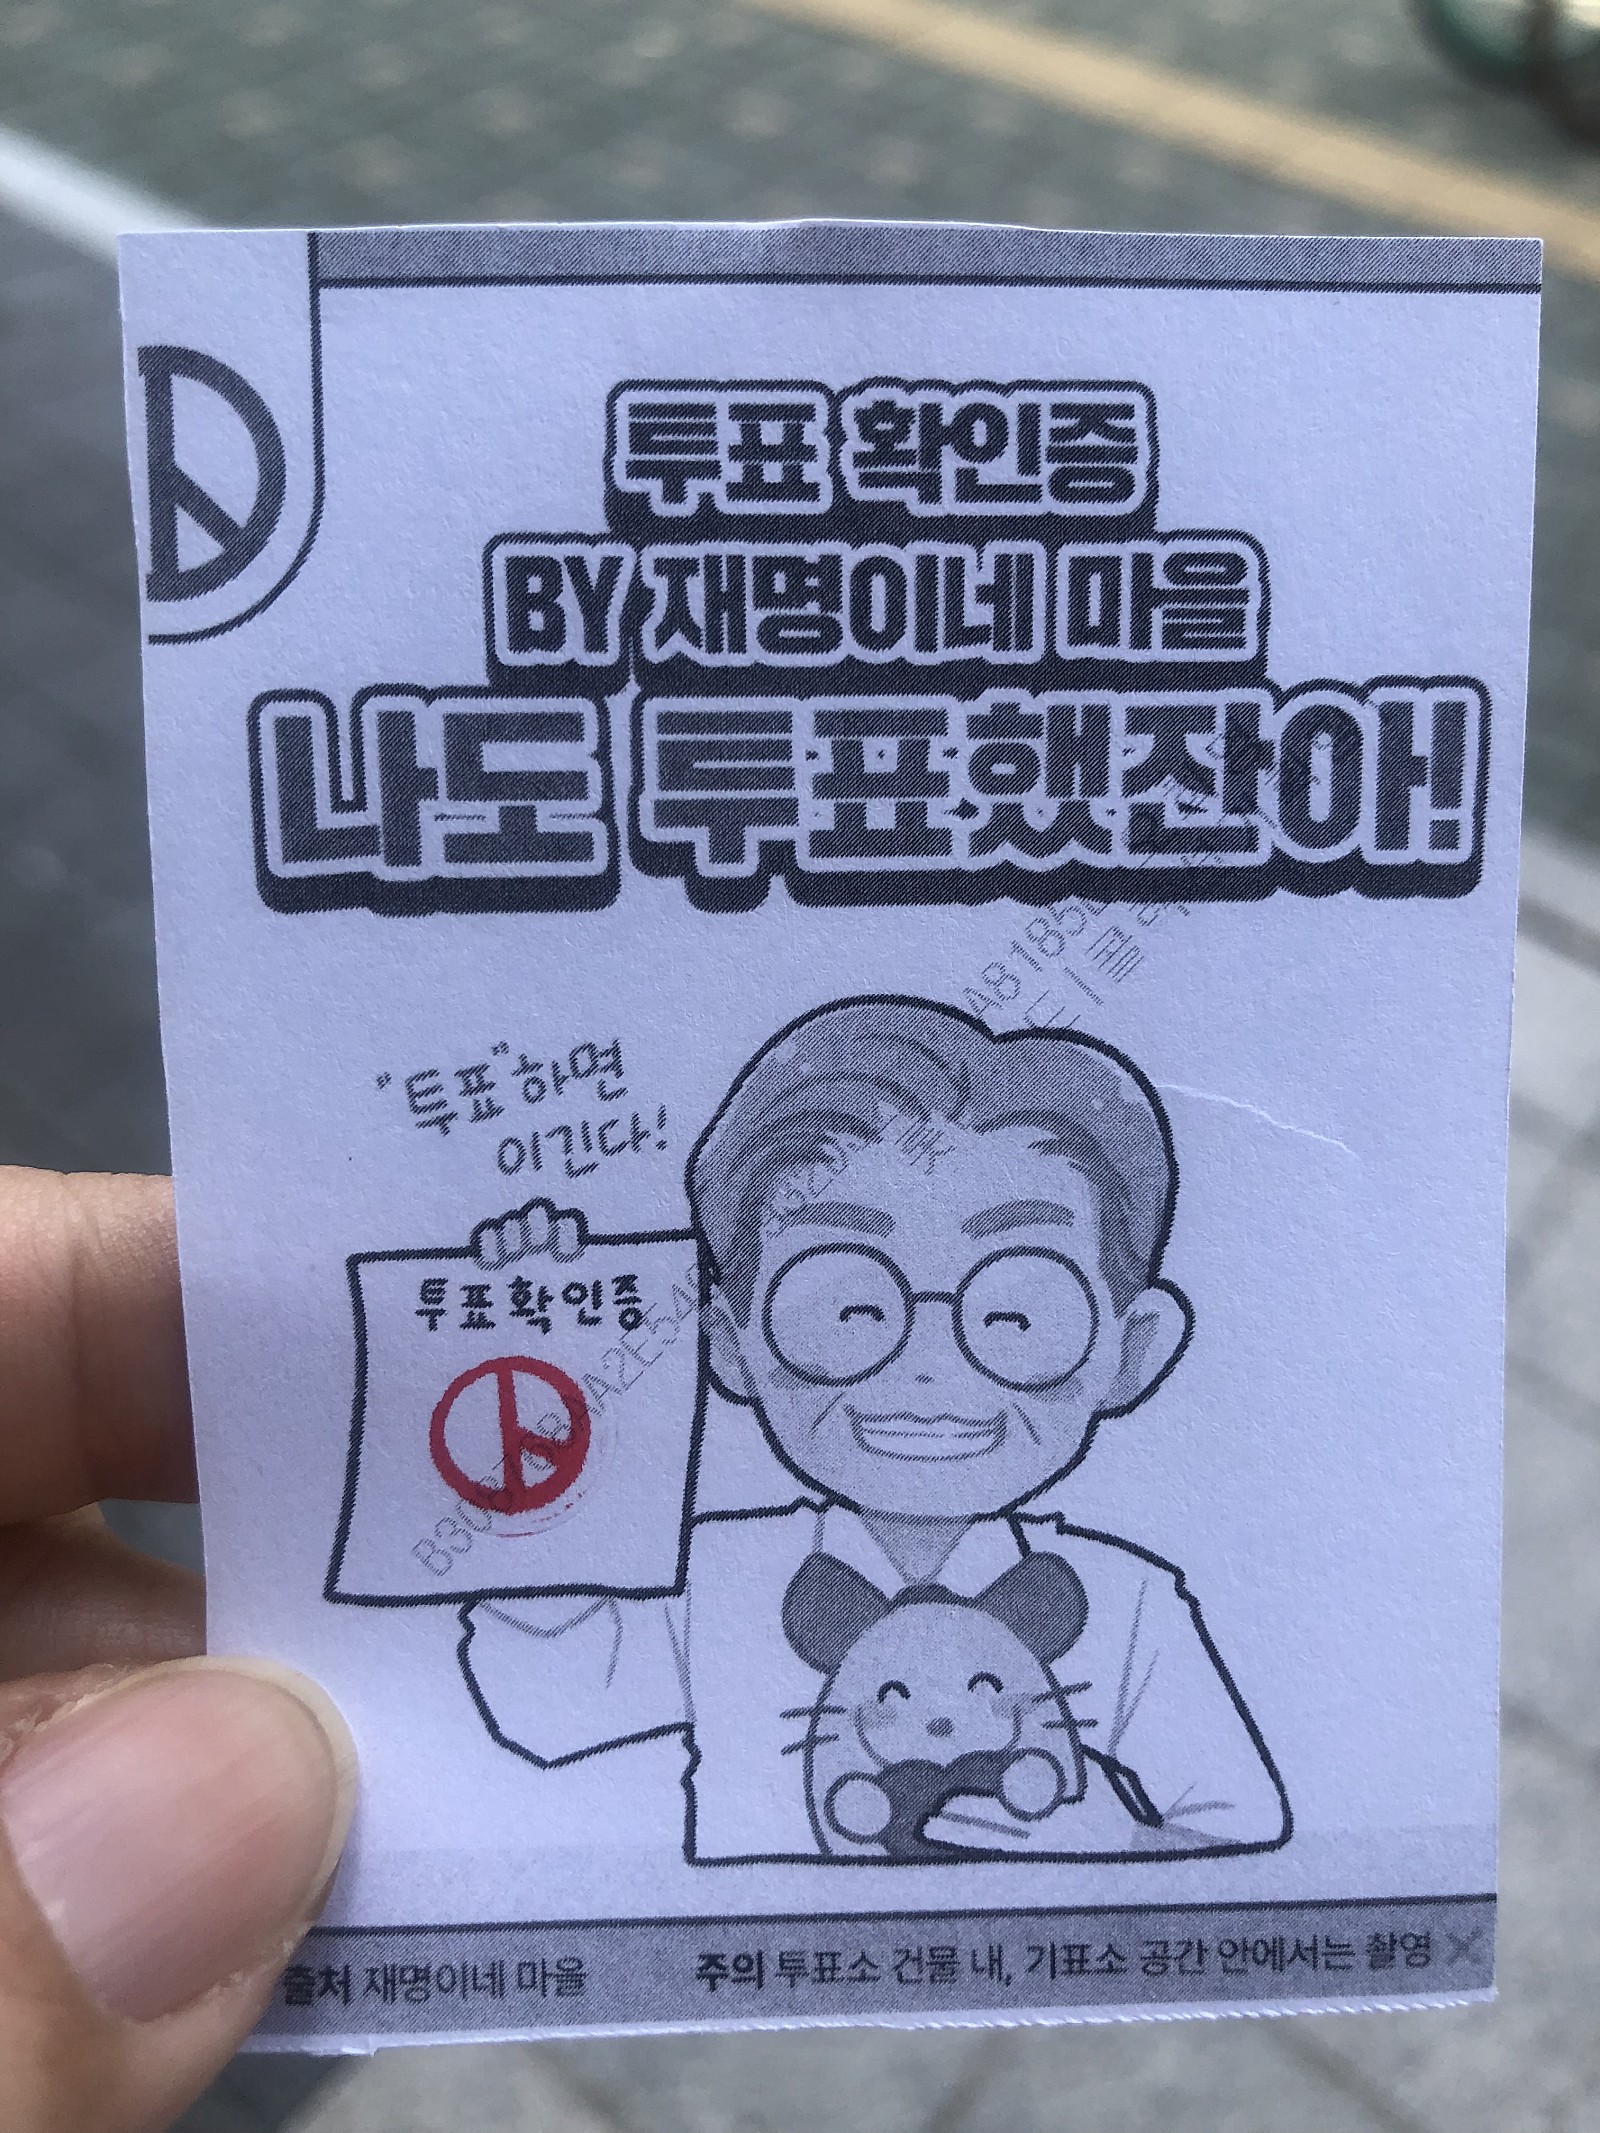 투표 확인증
BY 재명이네 마을
나도 투표했잖아!
"투표"하면
이긴다!
투표확인증
출처 재명이네 마을
주의 투표소 건물 내, 기표소 공간 안에서는 촬영 X